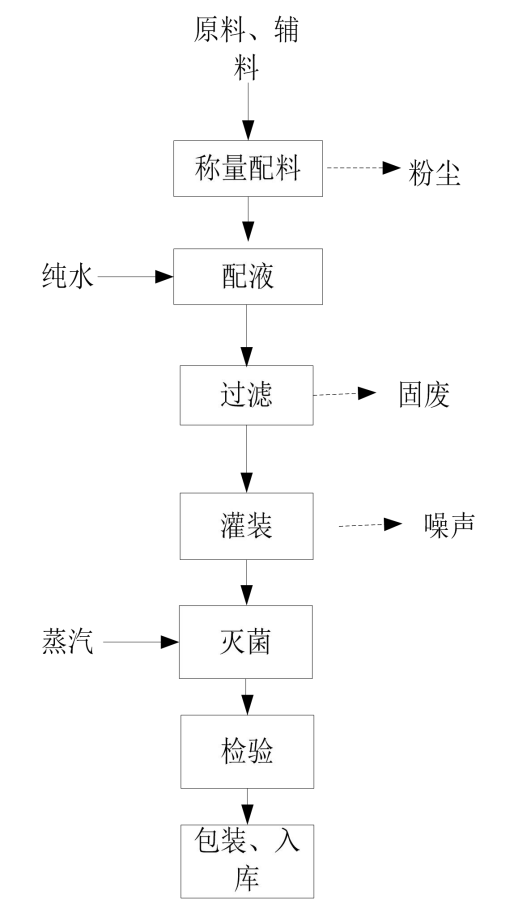 原料、辅
料
称量配料
粉尘
纯水
配液
过滤
固废
灌装
噪声
蒸汽
灭菌
检验
包装、入
库